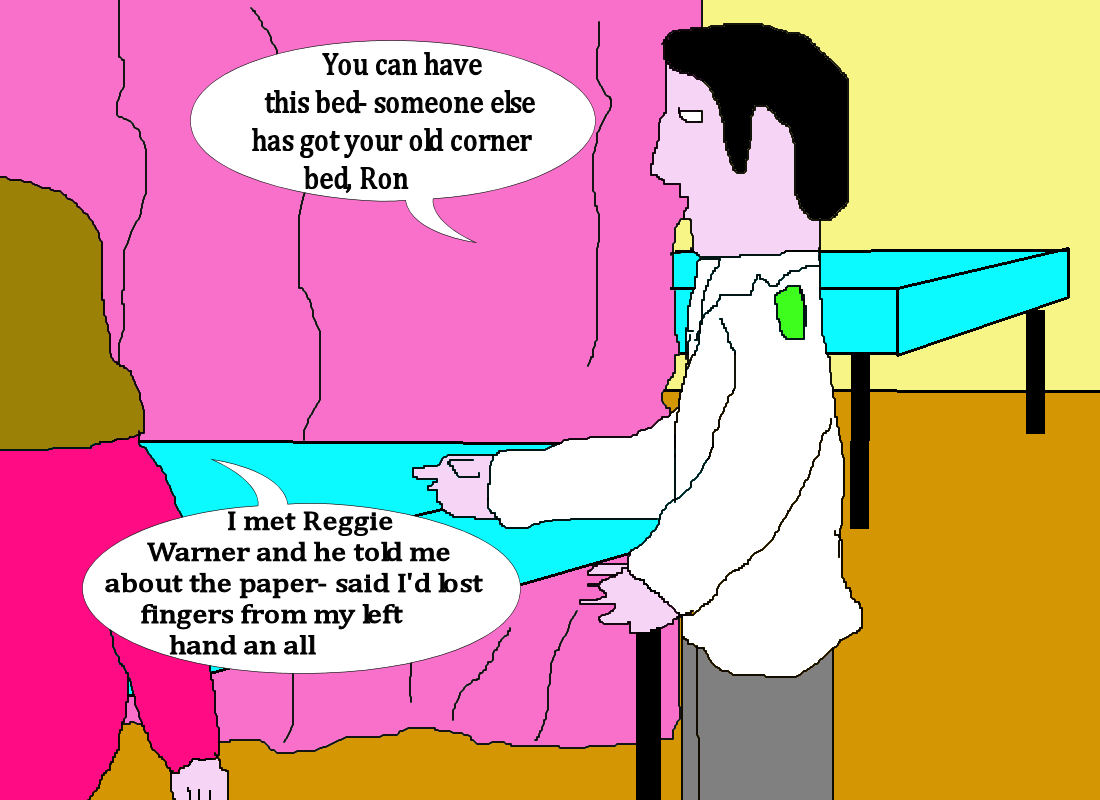 You can have
this bed- someone else
has got your old corner
bed, Ron
I met Reggie
Warner and he told me
about the paper- said I'd lost
fingers from my left
hand an all